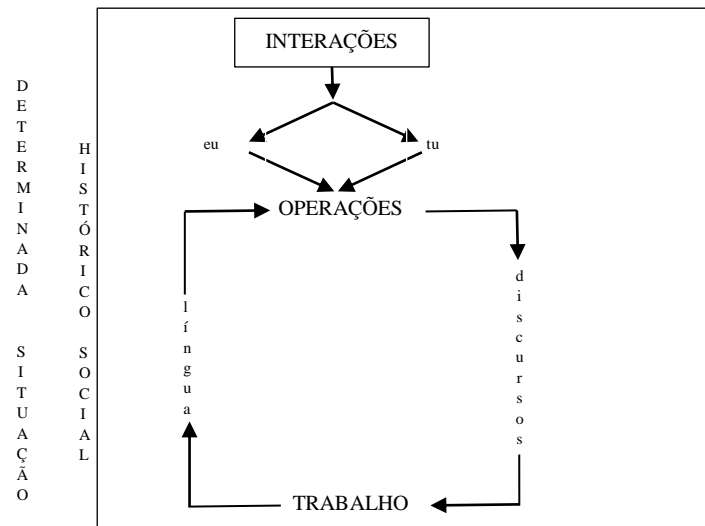 INTERAÇÕES
eu
tu
OPERAÇÕES
língua
discursos
TRABALHO
DETERMINADA SITUAÇÃO
HISTÓRICO SOCIAL